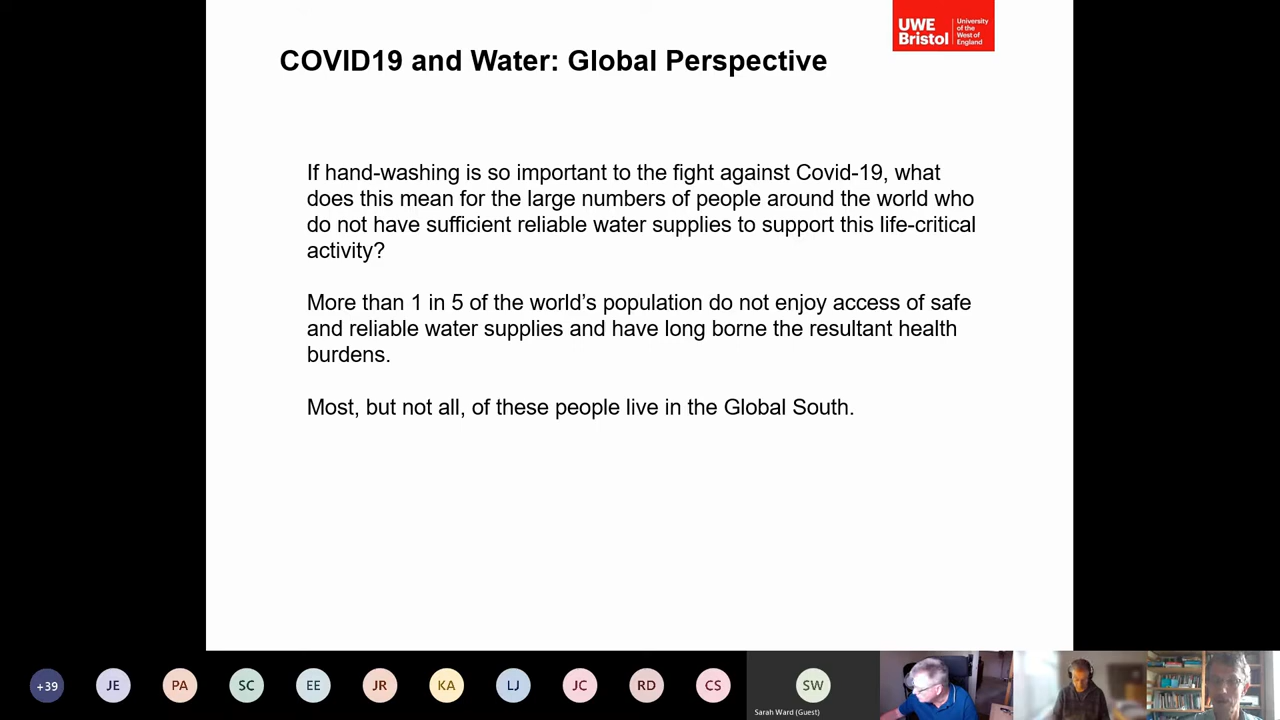 UWE
Bristol
University
of the
West of
England
COVID19 and Water: Global Perspective
If hand-washing is so important to the fight against Covid-19, what
does this mean for the large numbers of people around the world who
do not have sufficient reliable water supplies to support this life-critical
activity?
More than 1 in 5 of the world’s population do not enjoy access of safe
and reliable water supplies and have long borne the resultant health
burdens.
Most, but not all, of these people live in the Global South.
+39 JE PA SC EE JR KA LJ JC RD CS SW
Sarah Ward (Guest)